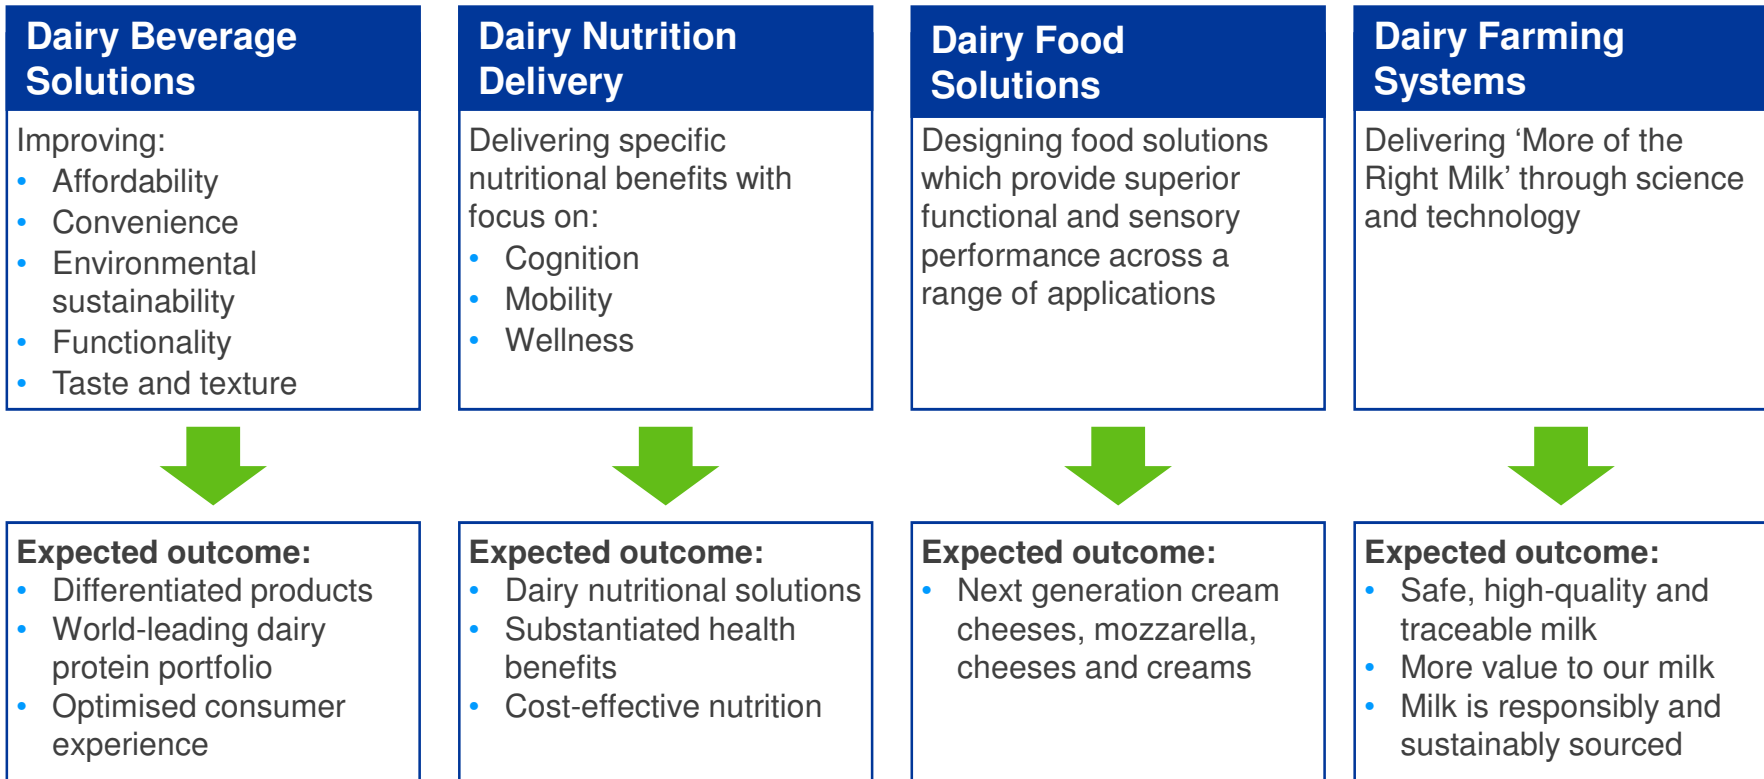 Dairy Beverage
Solutions
Improving:
• Affordability
• Convenience
• Environmental
sustainability
• Functionality
• Taste and texture
Expected outcome:
• Differentiated products
• World-leading dairy
protein portfolio
• Optimised consumer
experience
Dairy Nutrition
Delivery
Delivering specific
nutritional benefits with
focus on:
• Cognition
• Mobility
• Wellness
Expected outcome:
• Dairy nutritional solutions
• Substantiated health
benefits
• Cost-effective nutrition
Dairy Food
Solutions
Designing food solutions
which provide superior
functional and sensory
performance across a
range of applications
Expected outcome:
• Next generation cream
cheeses, mozzarella,
cheeses and creams
Dairy Farming
Systems
Delivering ‘More of the
Right Milk’ through science
and technology
Expected outcome:
• Safe, high-quality and
traceable milk
• More value to our milk
• Milk is responsibly and
sustainably sourced